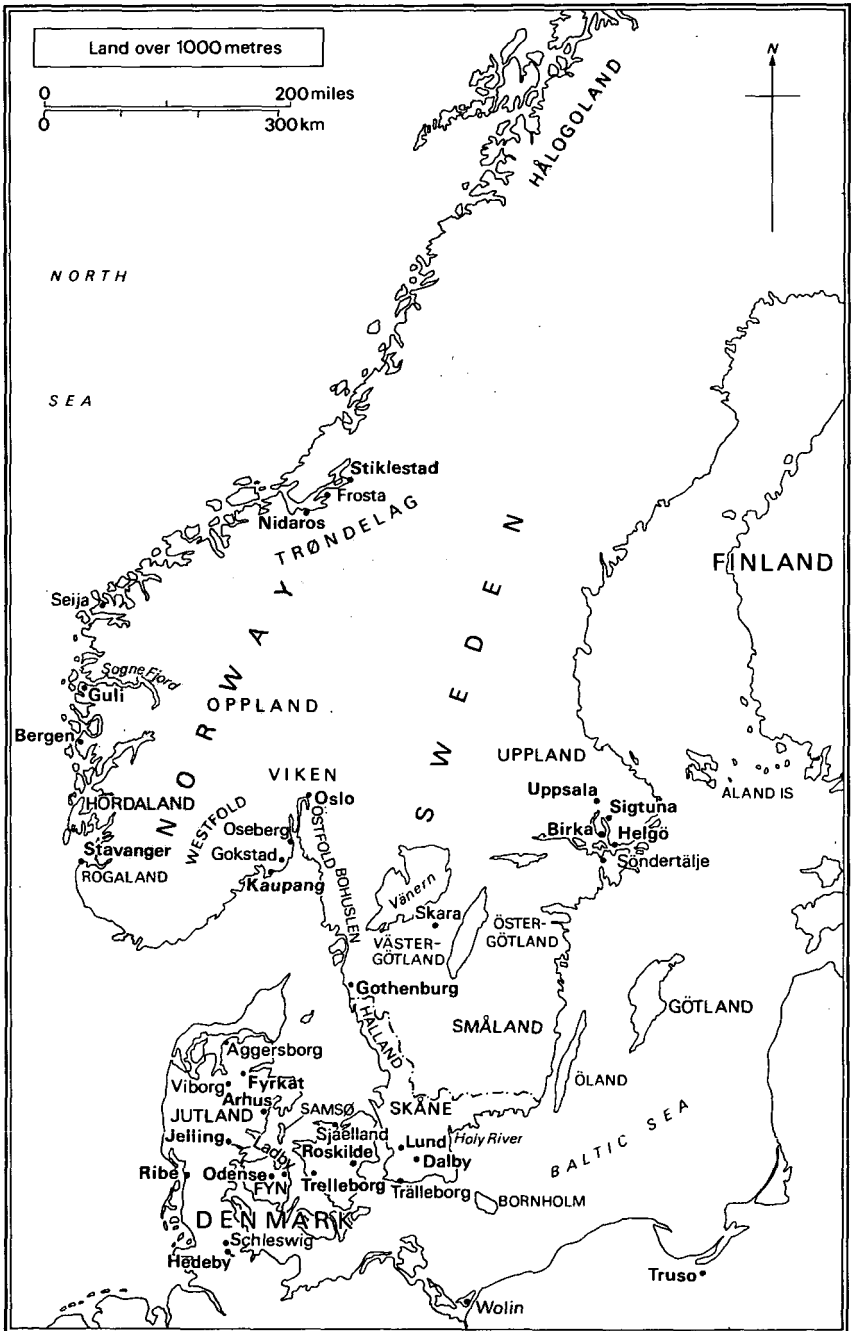 Land over 1000 metres
0 200 miles
0 300 km
N
HÅLOGOLAND
NORTH
SEA
Stiklestad
Frosta
Nidaros
TRØNDELAG
FINLAND
Seija
Sogne Fjord
Guli
NORWAY
SWEDEN
OPPLAND
Bergen
UPPLAND
VIKEN
ÅLAND IS
Uppsala
Oslo
HORDALAND
Sigtuna
WESTFOLD
ÖSTFOLD
Oseberg
Birka
Helgö
Stavanger
Gokstad
Söndertälje
ROGALAND
Kaupang
BOHUSLEN
Vänern
Skara
ÖSTER-
GÖTLAND
VÄSTER-
GÖTLAND
Gothenburg
GÖTLAND
HALLAND
SMÅLAND
Aggersborg
Fyrkat
Viborg
ÖLAND
Arhus
SAMSØ
SKÅNE
JUTLAND
Sjaelland
Holy River
BALTIC SEA
Jelling
Ladby
Roskilde
Lund
Dalby
Ribe
Odense
FYN
Trelleborg
Trälleborg
BORNHOLM
DENMARK
Schleswig
Hedeby
Truso
Wolin